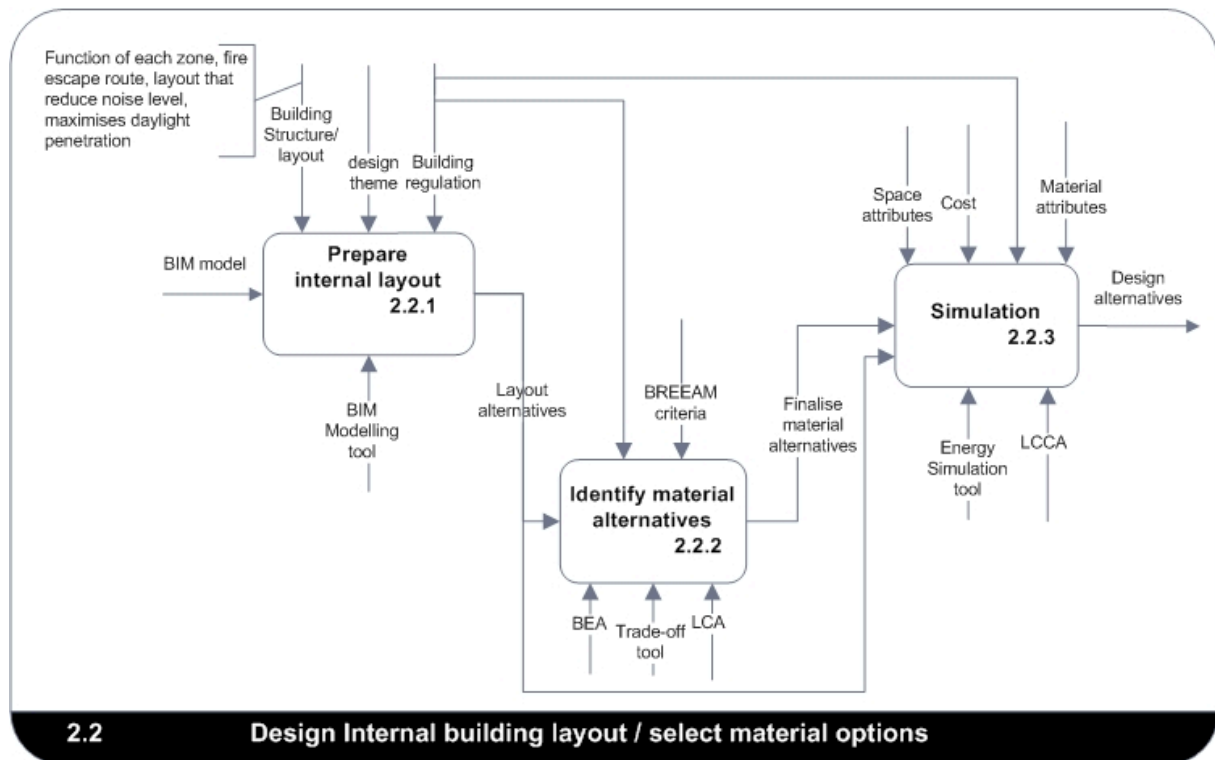 Function of each zone, fire
escape route, layout that
reduce noise level,
maximises daylight
penetration
Building
Structure/
layout
design
theme
Building
regulation
Space
attributes
Cost
Material
attributes
BIM model
Prepare
internal layout
2.2.1
Design
alternatives
Simulation
2.2.3
Layout
alternatives
BREEAM
criteria
Finalise
material
alternatives
BIM
Modelling
tool
Energy
Simulation
tool
LCCA
Identify material
alternatives
2.2.2
BEA
Trade-off
tool
LCA
2.2 Design Internal building layout / select material options